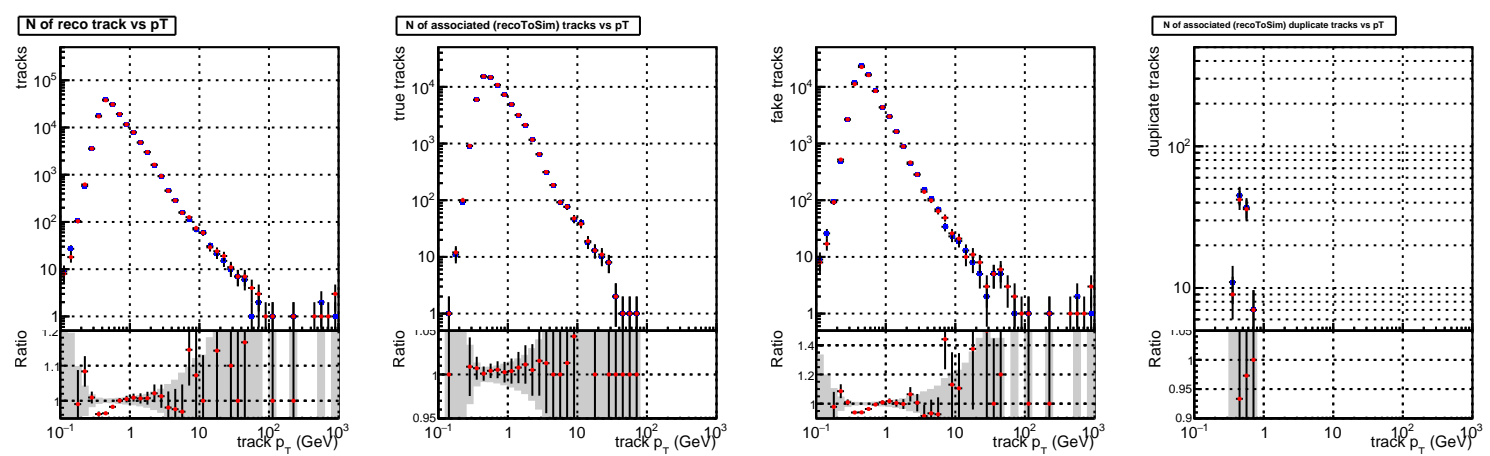 N of reco track vs pT
tracks
10^5
10^4
10^3
10^2
10
1
Ratio
1.2
1.1
1
10^-1 1 10 10^2 10^3
track p_T (GeV)
N of associated (recoToSim) tracks vs pT
true tracks
10^4
10^3
10^2
10
1
Ratio
1.05
1
0.95
10^-1 1 10 10^2 10^3
track p_T (GeV)
fake tracks
10^4
10^3
10^2
10
1
Ratio
1.4
1.2
1
10^-1 1 10 10^2 10^3
track p_T (GeV)
N of associated (recoToSim) duplicate tracks vs pT
duplicate tracks
10^2
10
Ratio
1.05
1
0.95
0.9
10^-1 1 10 10^2 10^3
track p_T (GeV)